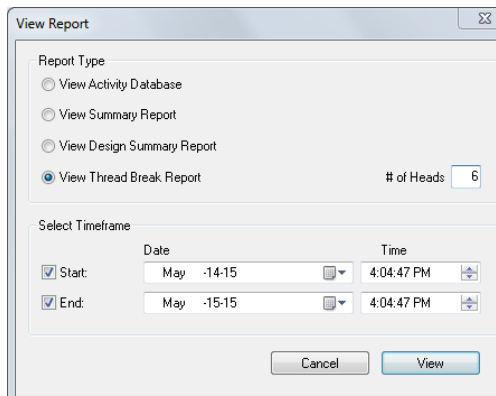 View Report
Report Type
View Activity Database
View Summary Report
View Design Summary Report
View Thread Break Report # of Heads 6
Select Timeframe
Date Time
Start: May -14-15 4:04:47 PM
End: May -15-15 4:04:47 PM
Cancel View